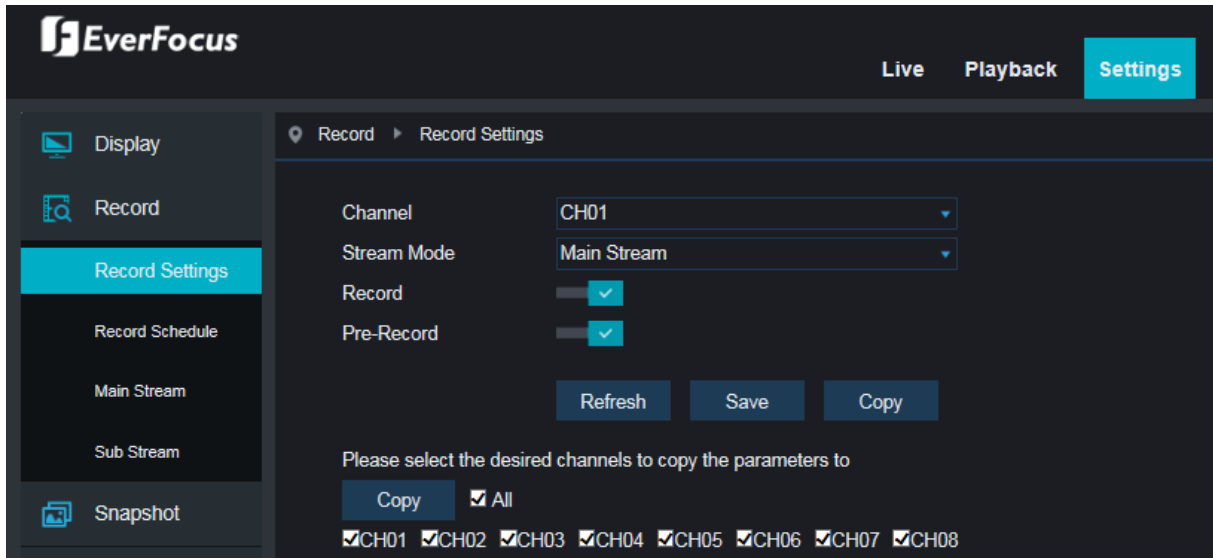 EverFocus
Live Playback Settings
Display
Record
Record Settings
Record Schedule
Main Stream
Sub Stream
Snapshot
Record Record Settings
Channel CH01
Stream Mode Main Stream
Record
Pre-Record
Refresh Save Copy
Please select the desired channels to copy the parameters to
Copy All
CH01 CH02 CH03 CH04 CH05 CH06 CH07 CH08